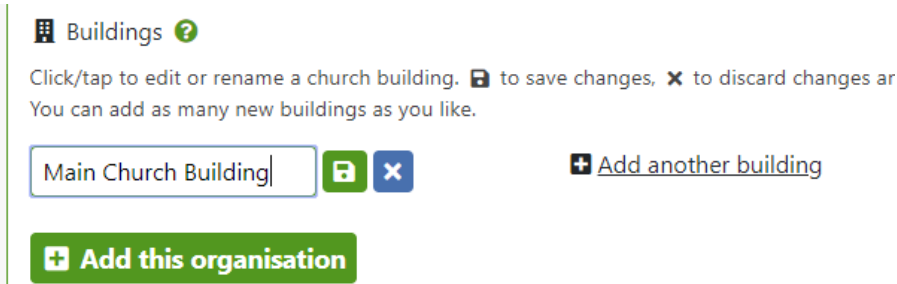 Buildings
Click/tap to edit or rename a church building. to save changes, to discard changes
You can add as many new buildings as you like.
Main Church Building
Add another building
Add this organisation